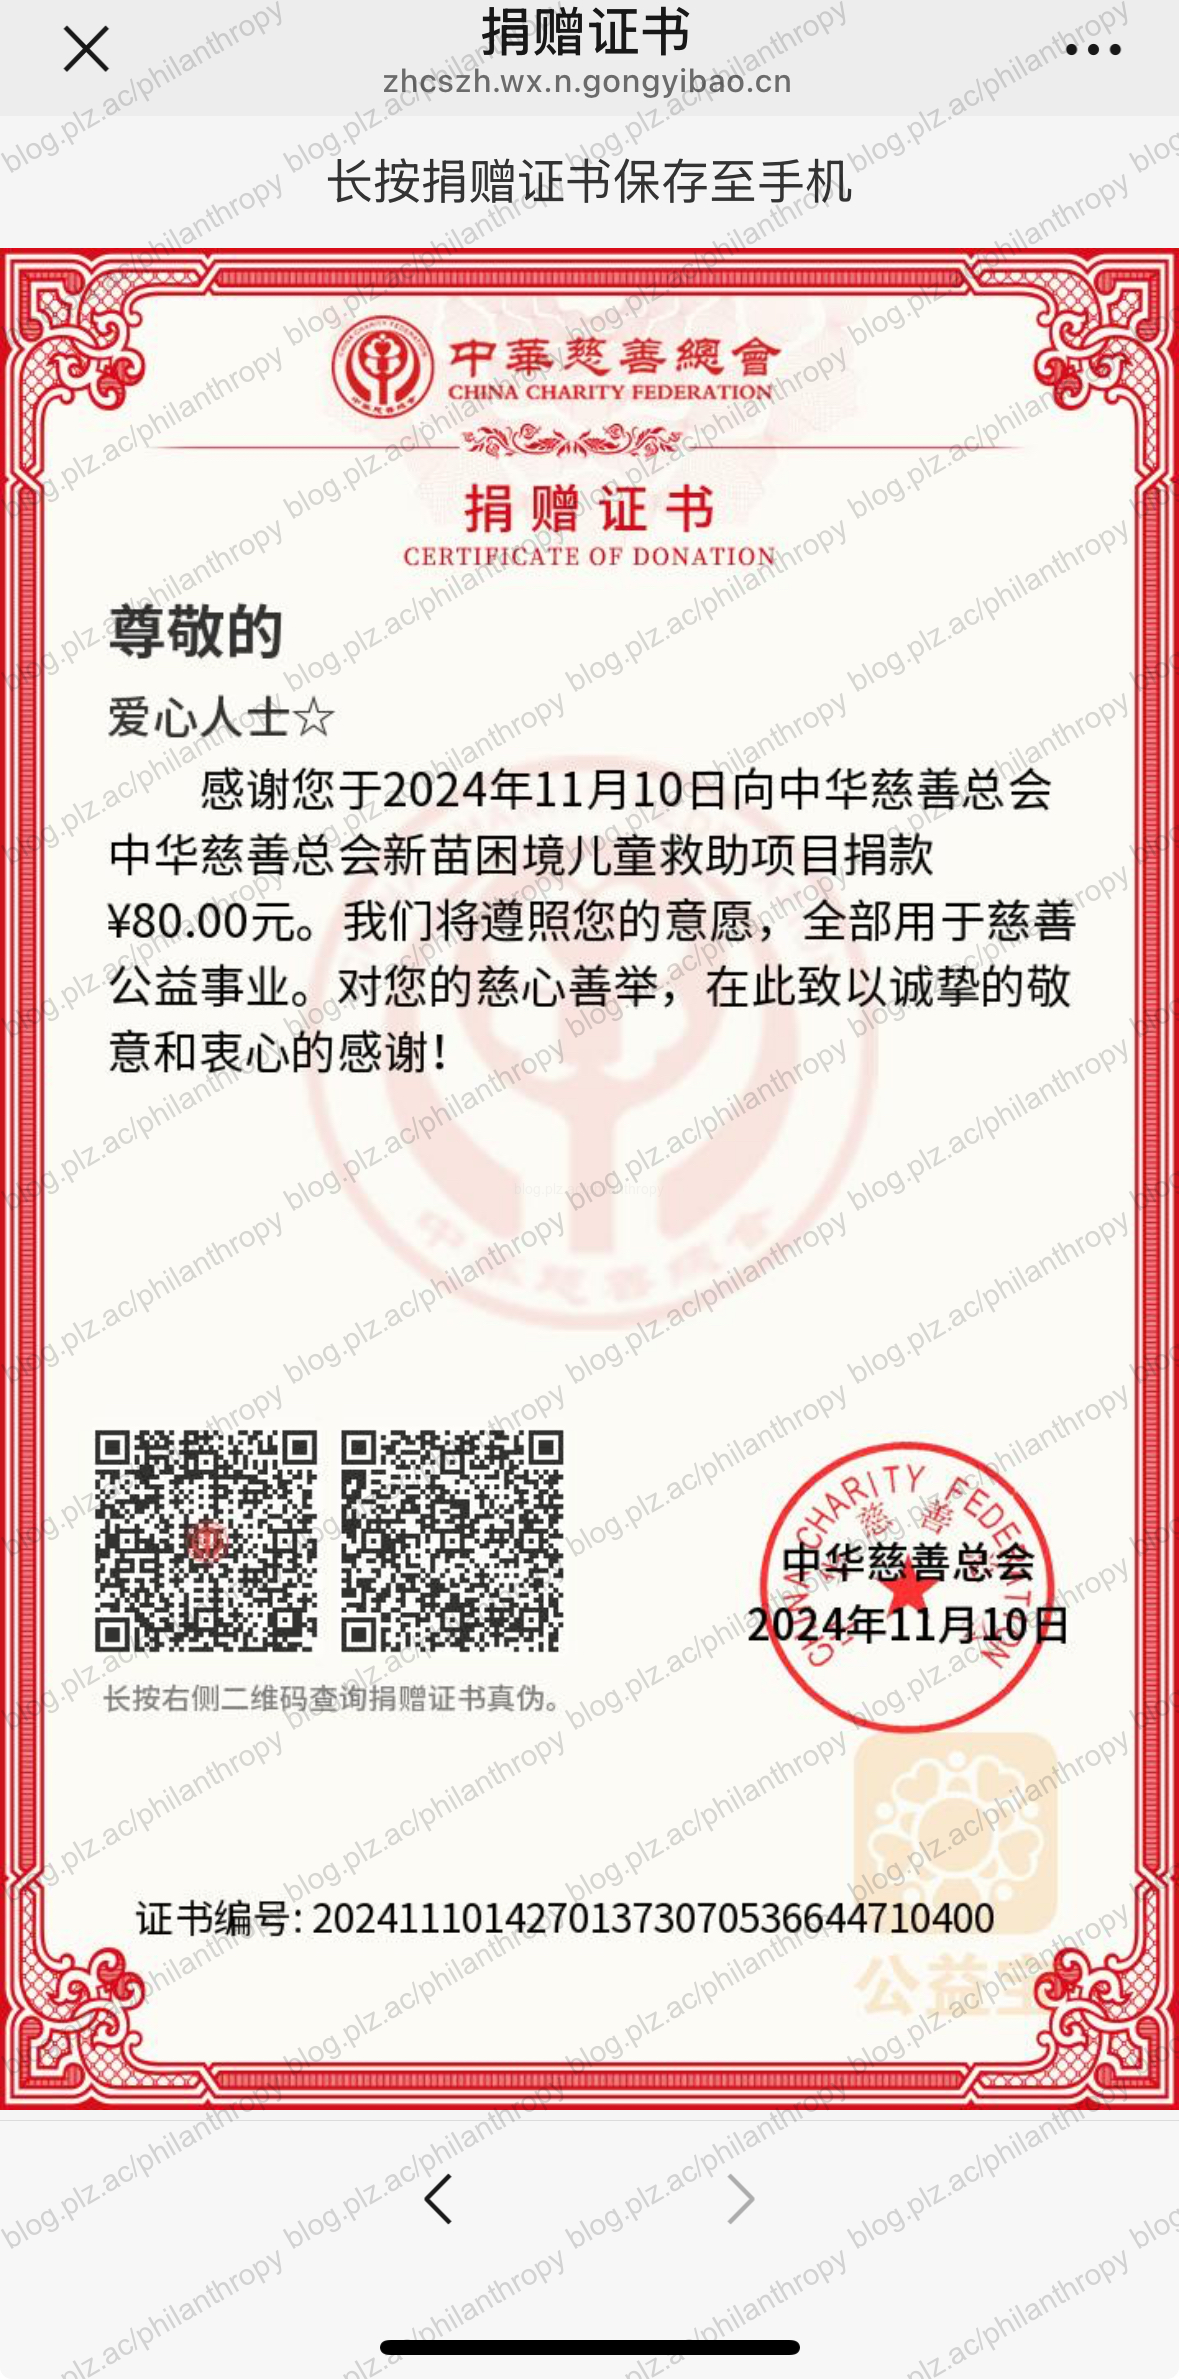 捐赠证书
zhcszh.wx.n.gongyibao.cn
长按捐赠证书保存至手机
中華慈善總會
CHINA CHARITY FEDERATION
捐赠证书
CERTIFICATE OF DONATION
尊敬的
爱心人士☆
感谢您于2024年11月10日向中华慈善总会
中华慈善总会新苗困境儿童救助项目捐款
¥80.00元。我们将遵照您的意愿，全部用于慈善
公益事业。对您的慈心善举，在此致以诚挚的敬
意和衷心的感谢！
CHINA CHARITY FEDERATION
中华慈善总会
2024年11月10日
长按右侧二维码查询捐赠证书真伪。
证书编号: 2024111014270137307053664471040​0
公益宝
blog.plz.ac/philanthropy